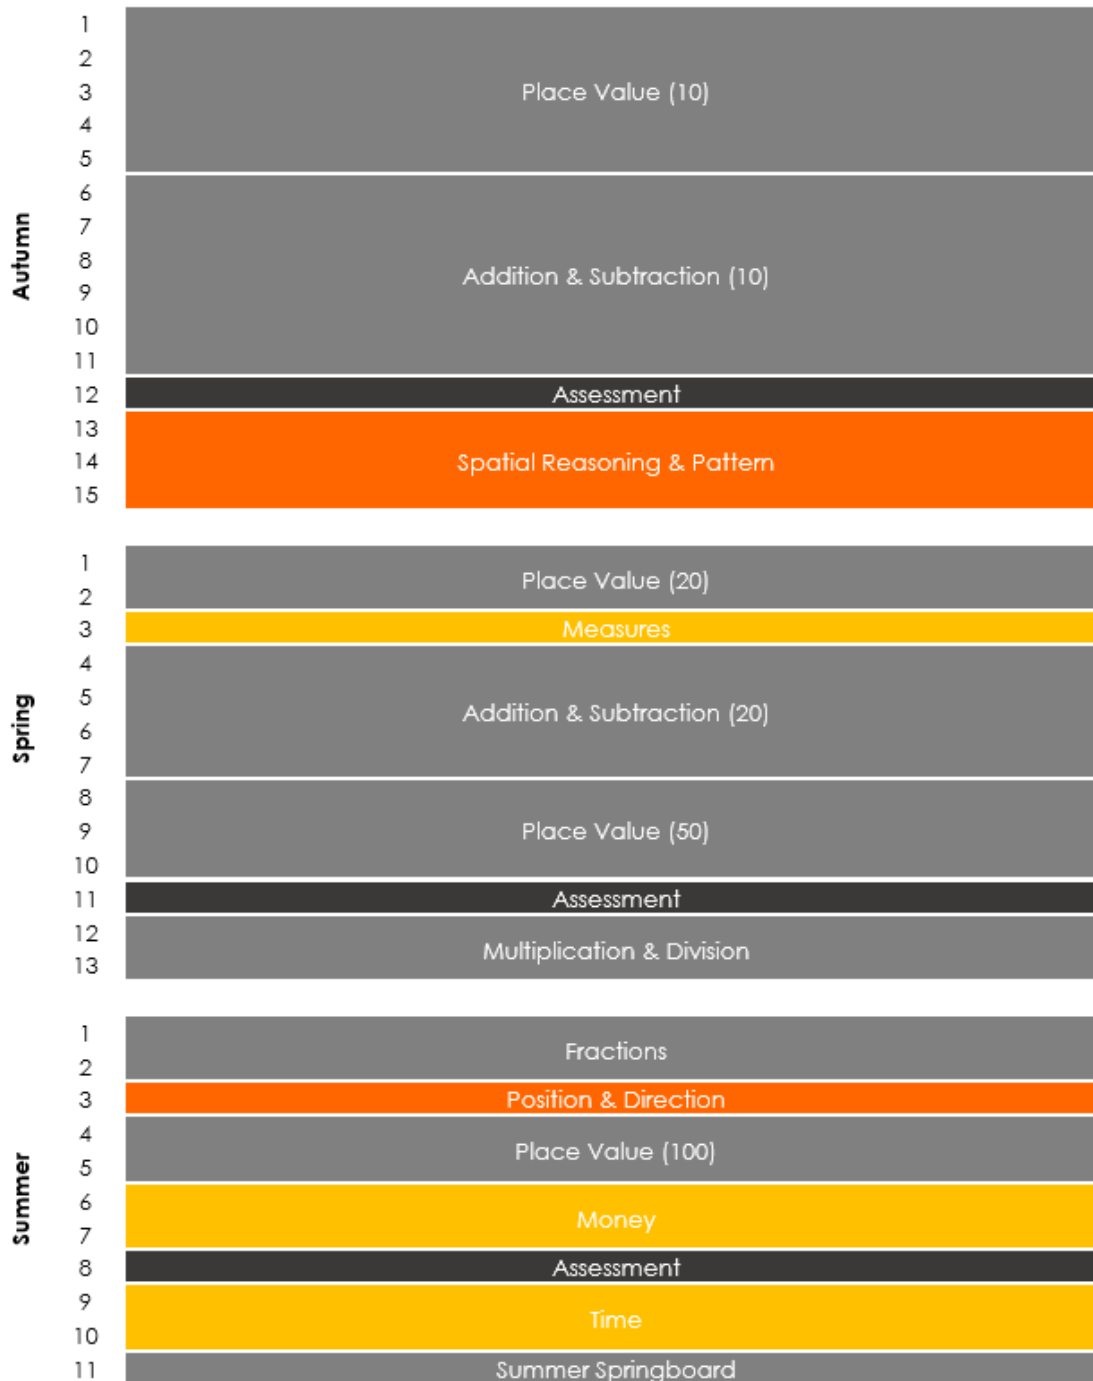 Autumn
1
2
3
4
5
Place Value (10)
6
7
8
9
10
11
Addition & Subtraction (10)
12
Assessment
13
14
15
Spatial Reasoning & Pattern
Spring
1
2
Place Value (20)
3
Measures
4
5
6
7
Addition & Subtraction (20)
8
9
10
Place Value (50)
11
Assessment
12
13
Multiplication & Division
Summer
1
2
Fractions
3
Position & Direction
4
5
Place Value (100)
6
7
Money
8
Assessment
9
10
Time
11
Summer Springboard